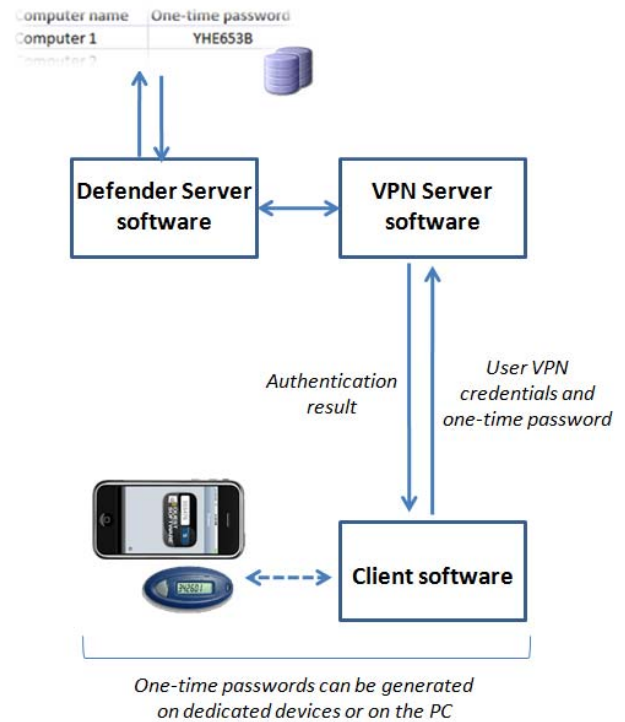 Computer name One-time password
Computer 1 YHE653B
Computer 2
Defender Server
software
VPN Server
software
Authentication
result
User VPN
credentials and
one-time password
Client software
One-time passwords can be generated
on dedicated devices or on the PC